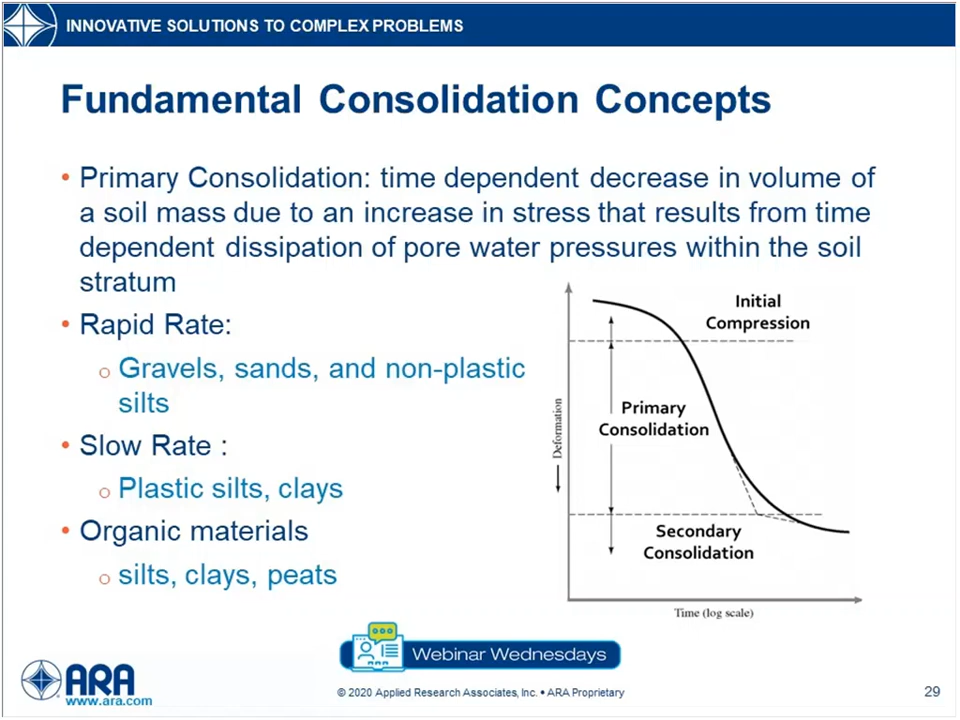 INNOVATIVE SOLUTIONS TO COMPLEX PROBLEMS
Fundamental Consolidation Concepts
• Primary Consolidation: time dependent decrease in volume of
a soil mass due to an increase in stress that results from time
dependent dissipation of pore water pressures within the soil
stratum
• Rapid Rate:
o Gravels, sands, and non-plastic
silts
• Slow Rate :
o Plastic silts, clays
• Organic materials
o silts, clays, peats
Initial
Compression
Primary
Consolidation
Deformation
Secondary
Consolidation
Time (log scale)
Webinar Wednesdays
ARA
www.ara.com
© 2020 Applied Research Associates, Inc. • ARA Proprietary
29